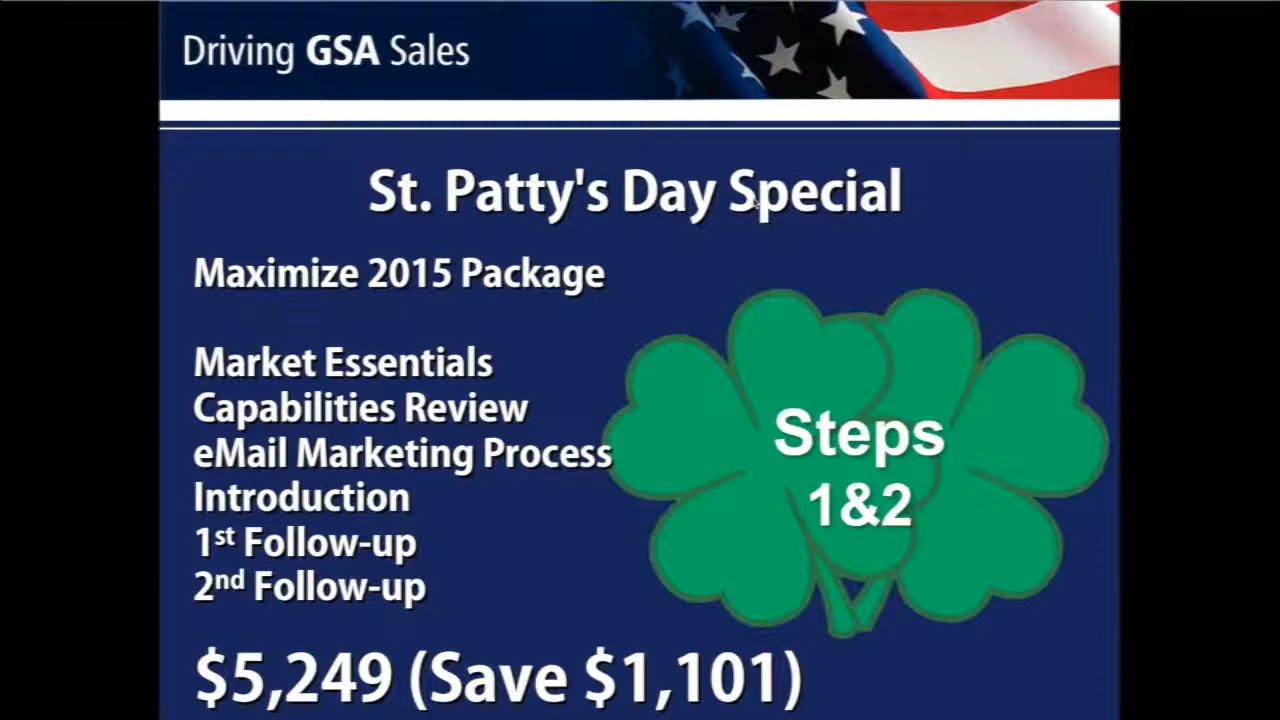 Driving GSA Sales
St. Patty's Day Special
Maximize 2015 Package
Market Essentials
Capabilities Review
eMail Marketing Process
Introduction
1st Follow-up
2nd Follow-up
Steps
1&2
$5,249 (Save $1,101)